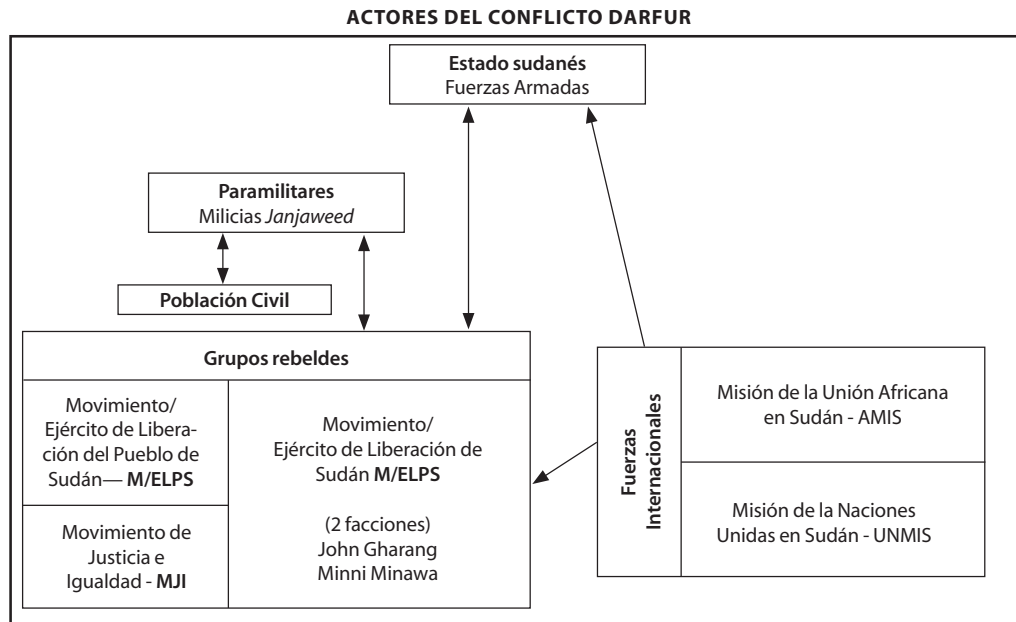 ACTORES DEL CONFLICTO DARFUR
Estado sudanés
Fuerzas Armadas
Paramilitares
Milicias Janjaweed
Población Civil
Grupos rebeldes
Movimiento/
Ejército de Libera-
ción del Pueblo de
Sudán— M/ELPS
Movimiento de
Justicia e
Igualdad - MJI
Movimiento/
Ejército de Liberación de
Sudán M/ELPS
(2 facciones)
John Gharang
Minni Minawa
Fuerzas
Internacionales
Misión de la Unión Africana
en Sudán - AMIS
Misión de la Naciones
Unidas en Sudán - UNMIS